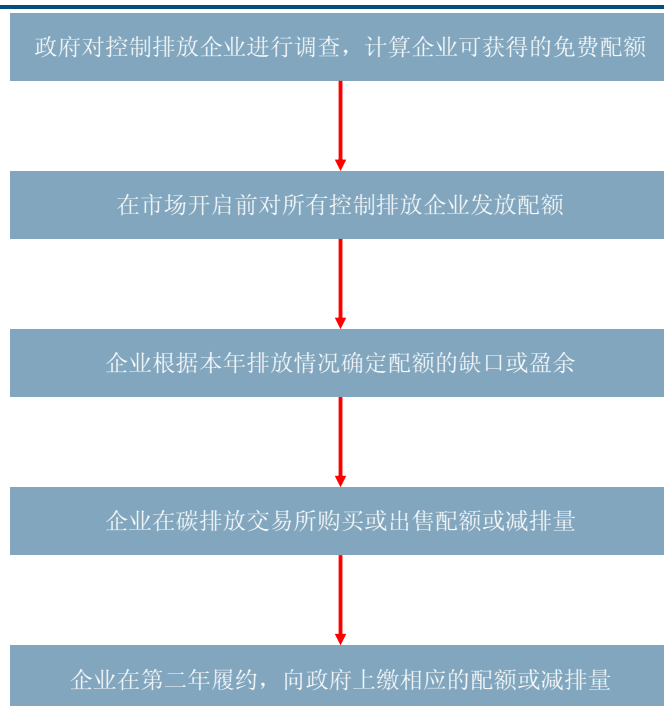 政府对控制排放企业进行调查，计算企业可获得的免费配额
在市场开启前对所有控制排放企业发放配额
企业根据本年排放情况确定配额的缺口或盈余
企业在碳排放交易所购买或出售配额或减排量
企业在第二年履约，向政府上缴相应的配额或减排量